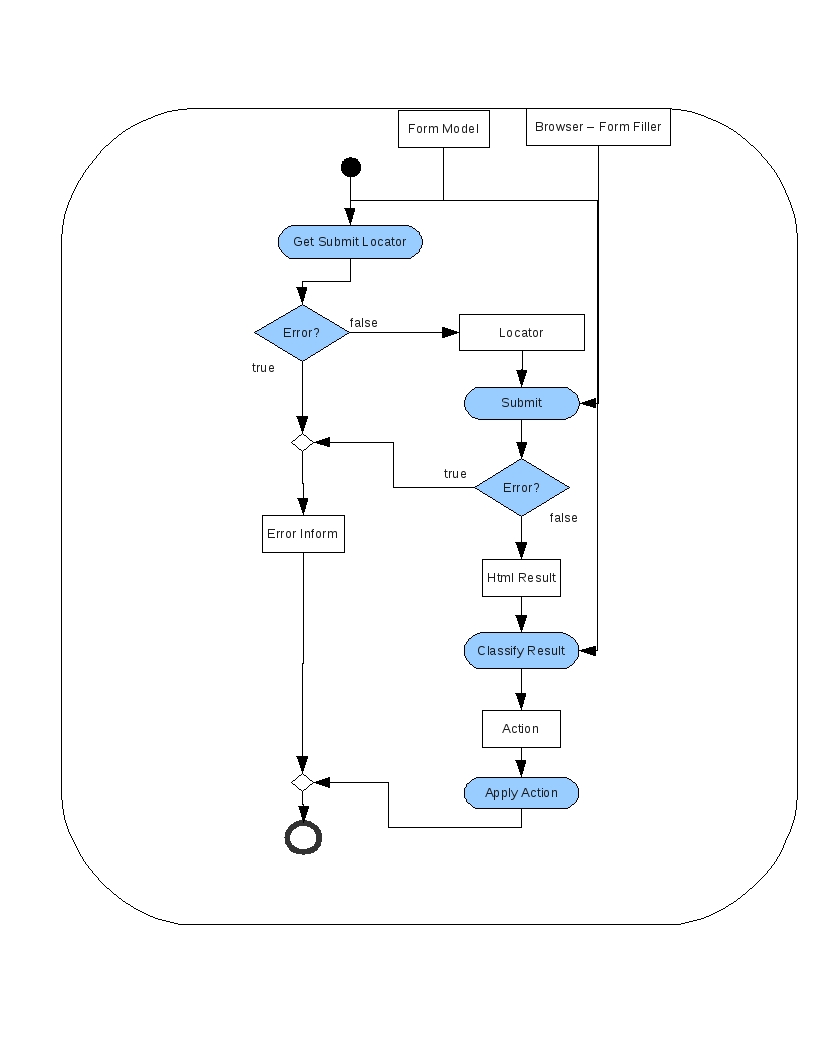 Form Model
Browser – Form Filler
Get Submit Locator
Error?
false
Locator
true
Submit
true
Error?
false
Error Inform
Html Result
Classify Result
Action
Apply Action